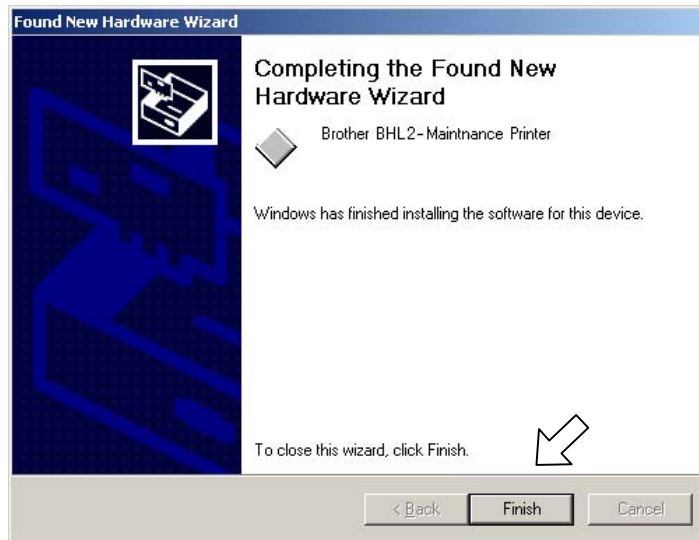 Found New Hardware Wizard
Completing the Found New
Hardware Wizard
Brother BHL2-Maintnance Printer
Windows has finished installing the software for this device.
To close this wizard, click Finish.
< Back
Finish
Cancel